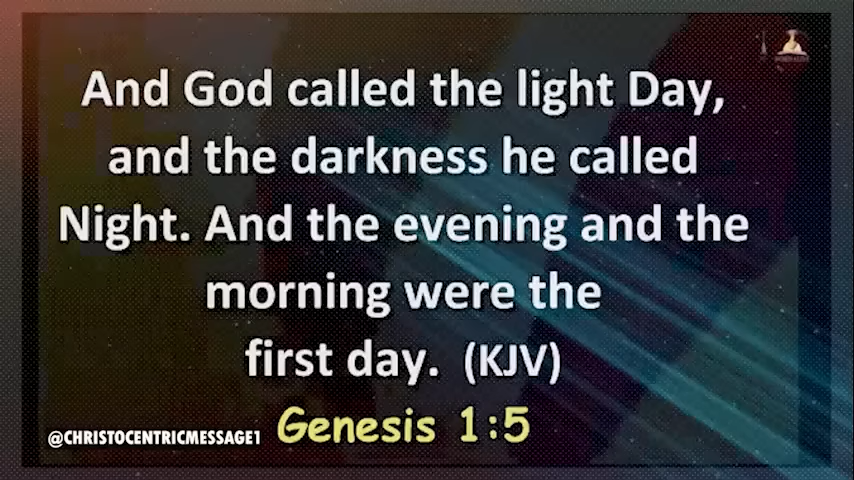 And God called the light Day,
and the darkness he called
Night. And the evening and the
morning were the
first day. (KJV)
Genesis 1:5
@CHRISTOCENTRICMESSAGE1